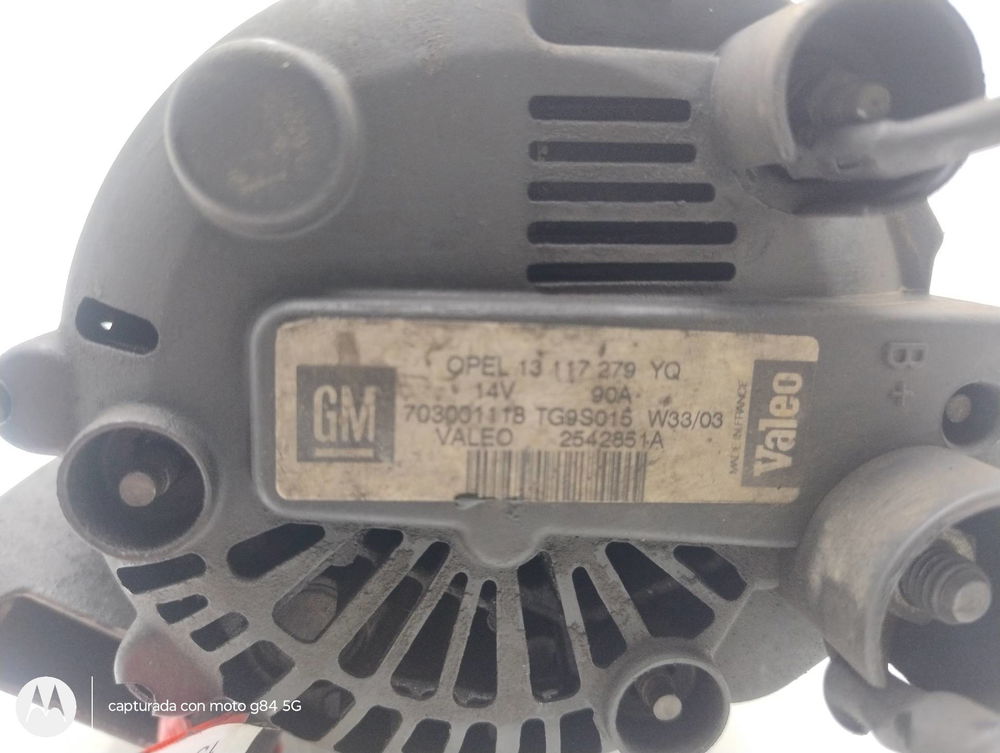 GM
OPEL 13 117 279 YQ
14V 90A
703001118 TG9S015 W33/03
VALEO 2542851A
MADE IN FRANCE
Valeo
B+
capturada con moto g84 5G